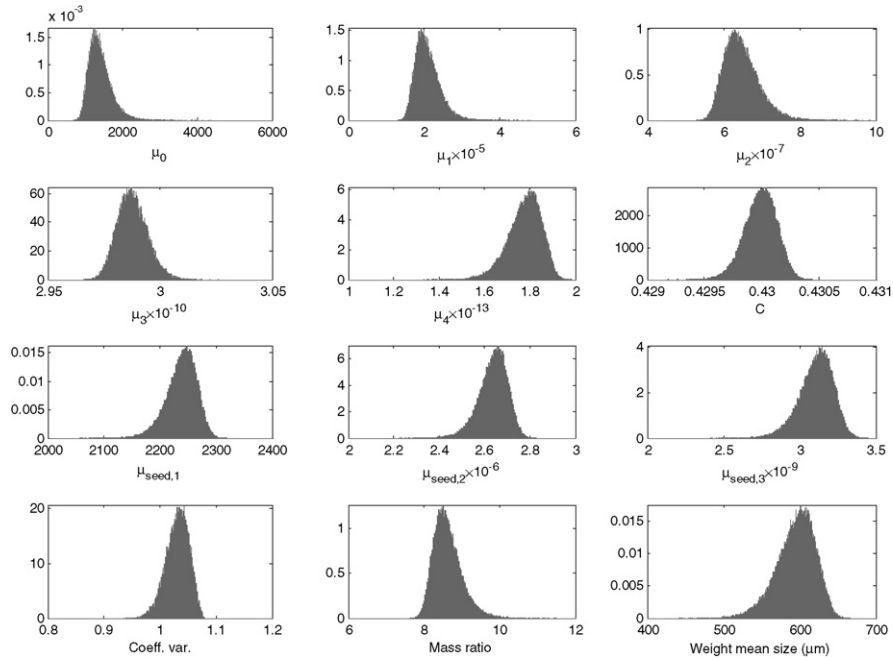 x 10⁻³
1.5
1
0.5
0
0 2000 4000 6000
μ₀
1.5
1
0.5
0
0 2 4 6
μ₁×10⁻⁵
1
0.5
0
4 6 8 10
μ₂×10⁻⁷
60
40
20
0
2.95 3 3.05
μ₃×10⁻¹⁰
6
4
2
0
1 1.2 1.4 1.6 1.8 2
μ₄×10⁻¹³
2000
1000
0
0.429 0.4295 0.43 0.4305 0.431
C
0.015
0.01
0.005
0
2000 2100 2200 2300 2400
μseed,1
6
4
2
0
2 2.2 2.4 2.6 2.8 3
μseed,2×10⁻⁶
4
2
0
2 2.5 3 3.5
μseed,3×10⁻⁹
20
10
0
0.8 0.9 1 1.1 1.2
Coeff. var.
1
0.5
0
6 8 10 12
Mass ratio
0.015
0.01
0.005
0
400 500 600 700
Weight mean size (μm)